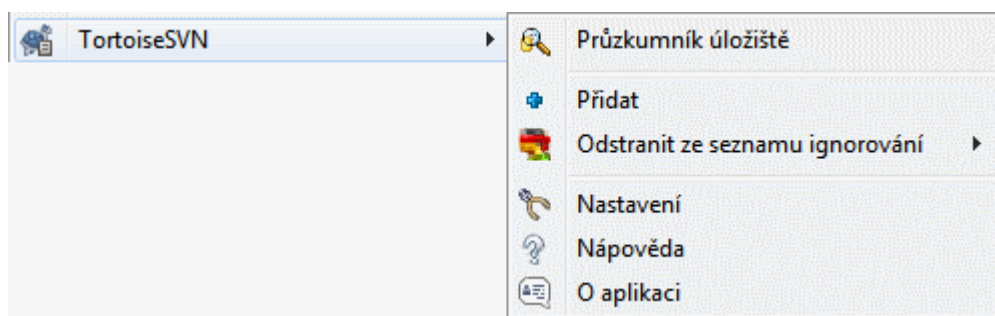 TortoiseSVN
Průzkumník úložiště
Přidat
Odstranit ze seznamu ignorování
Nastavení
Nápověda
O aplikaci